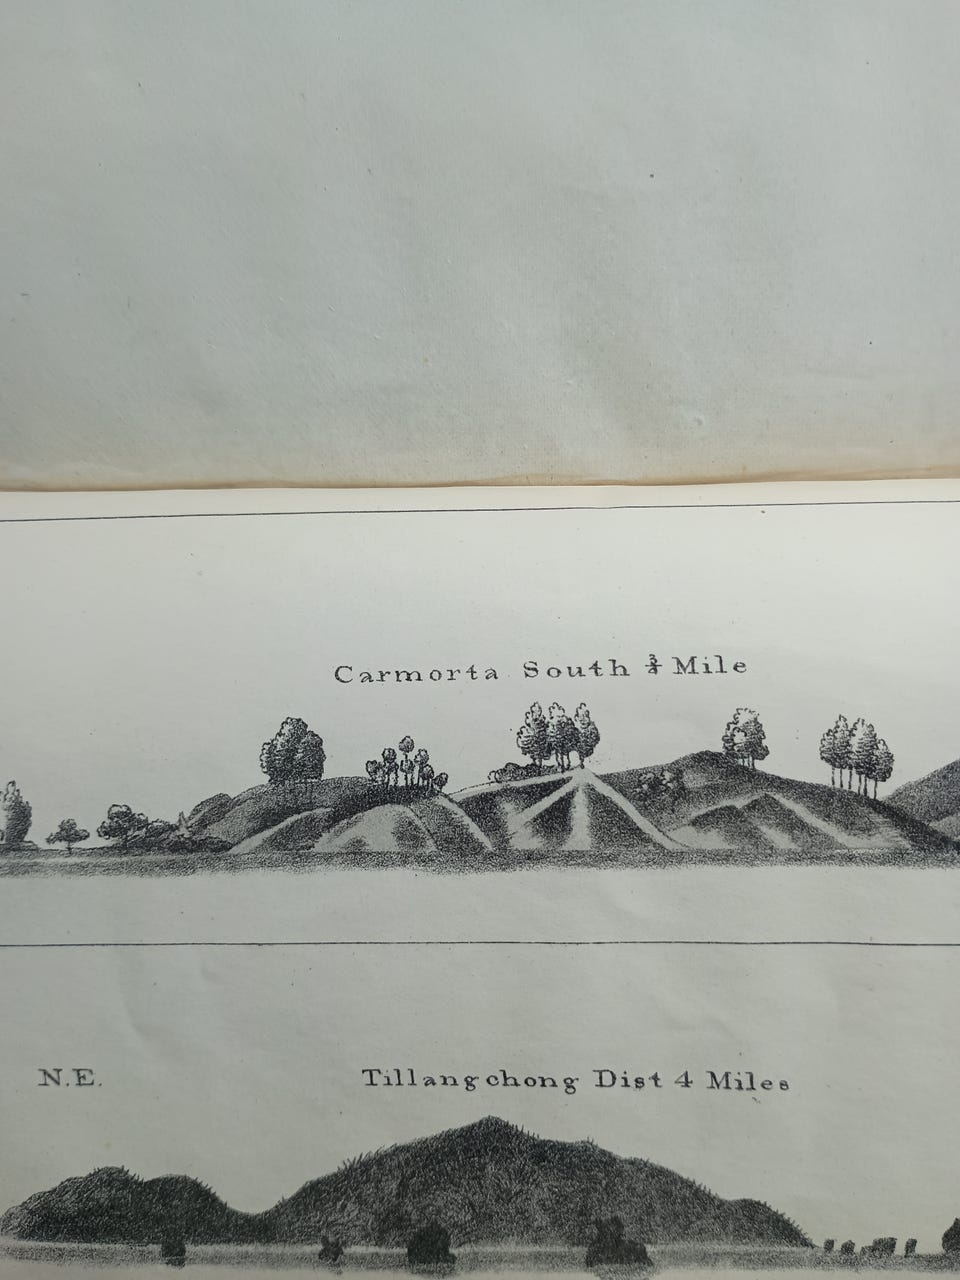 Carmorta South ¾ Mile
N.E. Tillangchong Dist 4 Miles